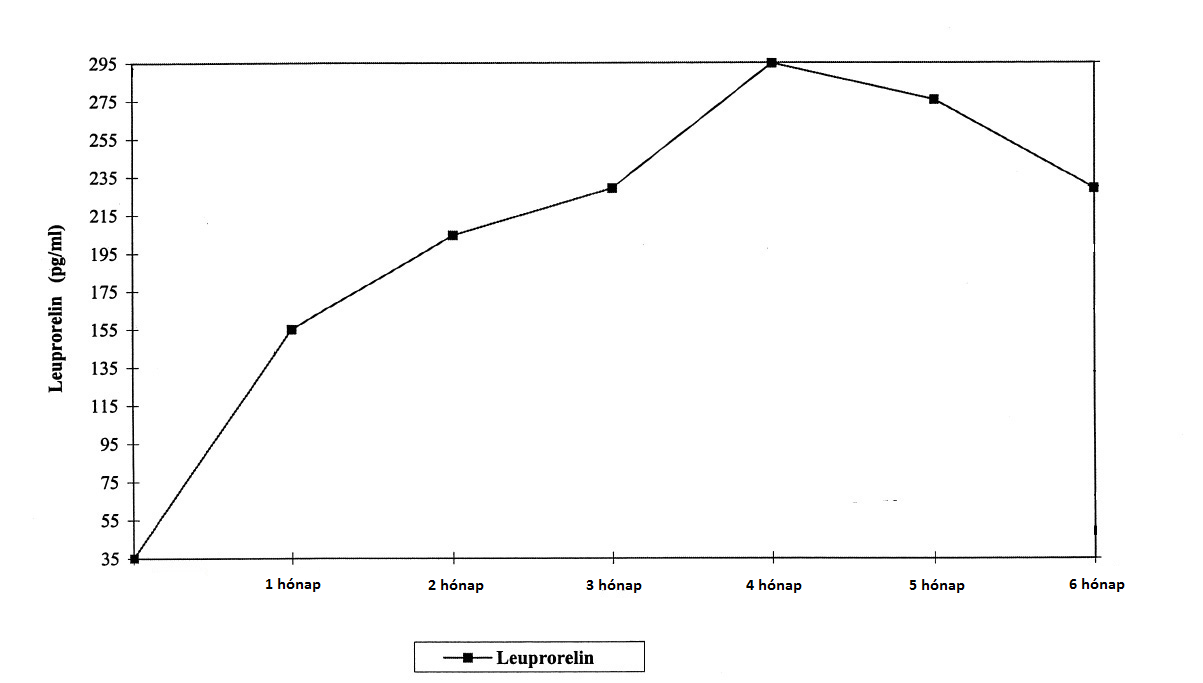 295
275
255
235
215
195
175
155
135
115
95
75
55
35
Leuprorelin (pg/ml)
1 hónap
2 hónap
3 hónap
4 hónap
5 hónap
6 hónap
Leuprorelin